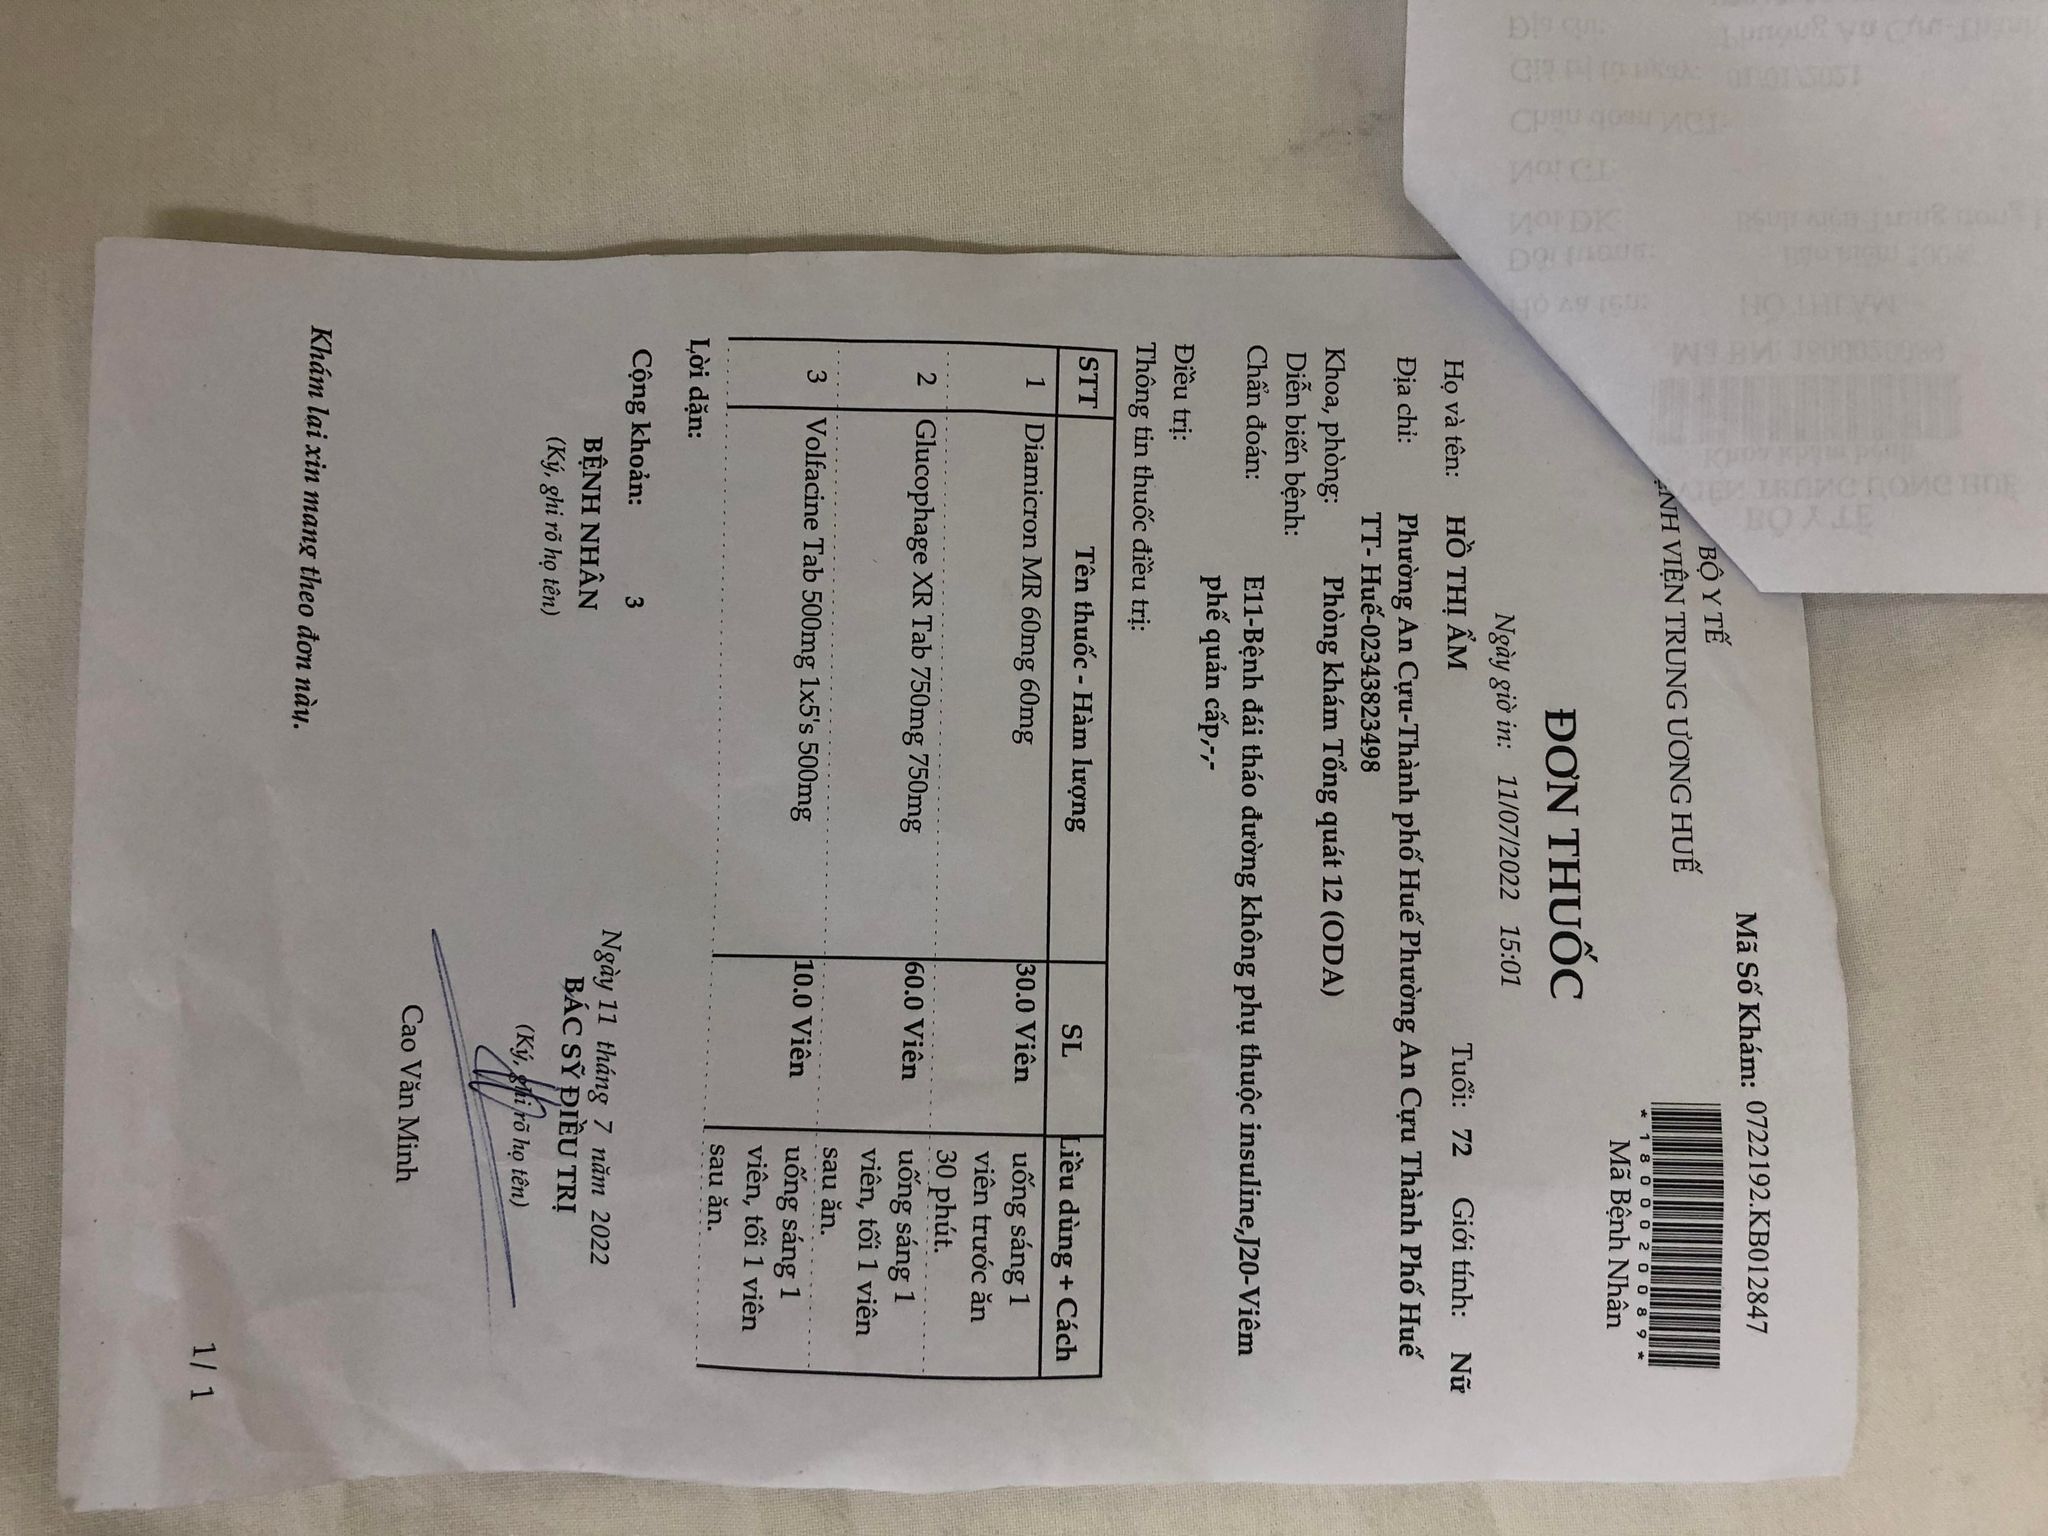 Mã Số Khám: 0722192.KB012847
BỘ Y TẾ
NH VIỆN TRUNG ƯƠNG HUẾ
*1800020089*
Mã Bệnh Nhân
ĐƠN THUỐC
Ngày giờ in: 11/07/2022 15:01
Họ và tên: HỒ THỊ ẨM Tuổi: 72 Giới tính: Nữ
Địa chỉ: Phường An Cựu-Thành phố Huế Phường An Cựu Thành Phố Huế
TT- Huế-02343823498
Khoa, phòng: Phòng khám Tổng quát 12 (ODA)
Diễn biến bệnh:
Chẩn đoán: E11-Bệnh đái tháo đường không phụ thuộc insuline,J20-Viêm
phế quản cấp,-,-
Điều trị:
Thông tin thuốc điều trị:
STT Tên thuốc - Hàm lượng SL Liều dùng + Cách
1 Diamicron MR 60mg 60mg 30.0 Viên uống sáng 1
viên trước ăn
30 phút.
2 Glucophage XR Tab 750mg 750mg 60.0 Viên uống sáng 1
viên, tối 1 viên
sau ăn.
3 Volfacine Tab 500mg 1x5's 500mg 10.0 Viên uống sáng 1
viên, tối 1 viên
sau ăn.
Lời dặn:
Cộng khoản: 3
Ngày 11 tháng 7 năm 2022
BỆNH NHÂN BÁC SỸ ĐIỀU TRỊ
(Ký, ghi rõ họ tên) (Ký, ghi rõ họ tên)
Cao Văn Minh
Khám lại xin mang theo đơn này.
1/ 1
BỘ Y TẾ
VIỆN TRUNG ƯƠNG HUẾ
Khoa khám bệnh
Mã BN: 1800020089
Họ và tên: HỒ THỊ ẨM
Đối tượng: Bảo hiểm 100%
Nơi ĐK: Bệnh viện Trung ương
Nơi GT:
Chẩn đoán NGT:
Giá trị từ ngày: 01/01/2021
Địa chỉ: Phường An Cựu-Thành